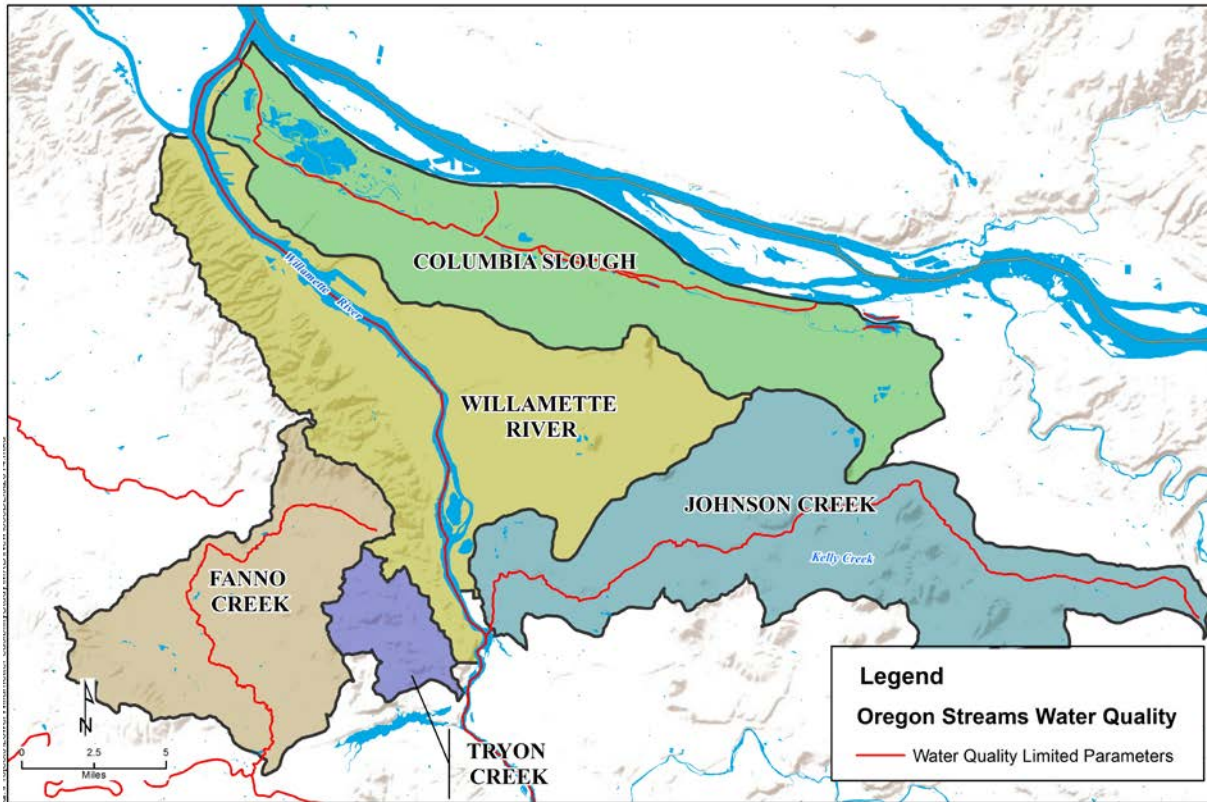 COLUMBIA SLOUGH
Willamette River
WILLAMETTE
RIVER
JOHNSON CREEK
Kelly Creek
FANNO
CREEK
TRYON
CREEK
N
0 2.5 5
Miles
Legend
Oregon Streams Water Quality
Water Quality Limited Parameters